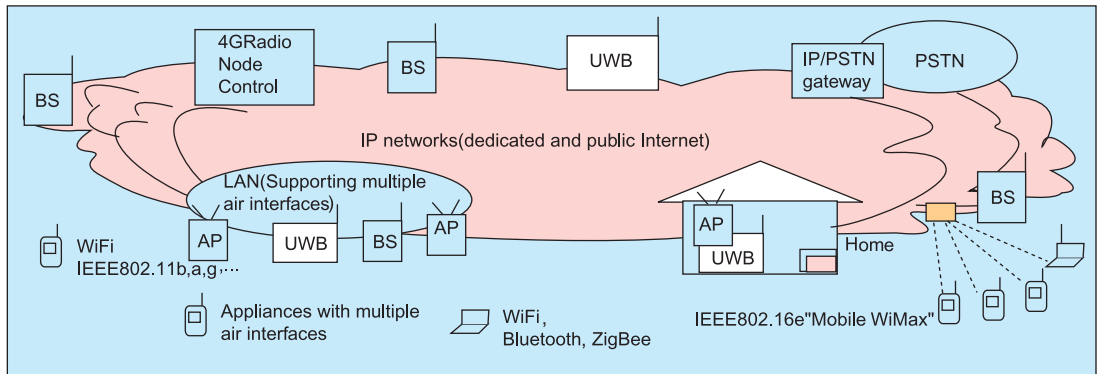 4GRadio
Node
Control
BS
UWB
IP/PSTN
gateway
PSTN
BS
IP networks(dedicated and public Internet)
LAN(Supporting multiple
air interfaces)
AP
UWB
BS
AP
AP
UWB
Home
BS
WiFi
IEEE802.11b,a,g,...
Appliances with multiple
air interfaces
WiFi,
Bluetooth, ZigBee
IEEE802.16e"Mobile WiMax"